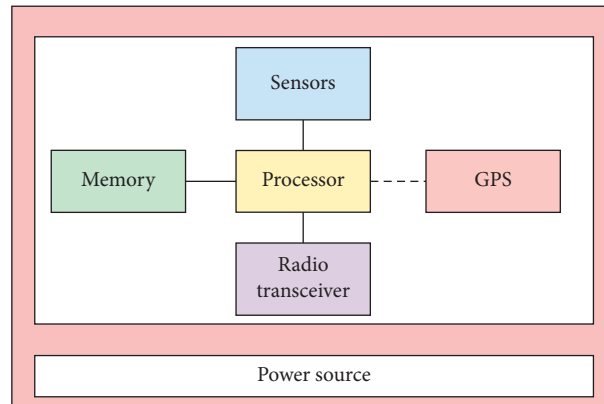 Sensors
Memory
Processor
GPS
Radio
transceiver
Power source